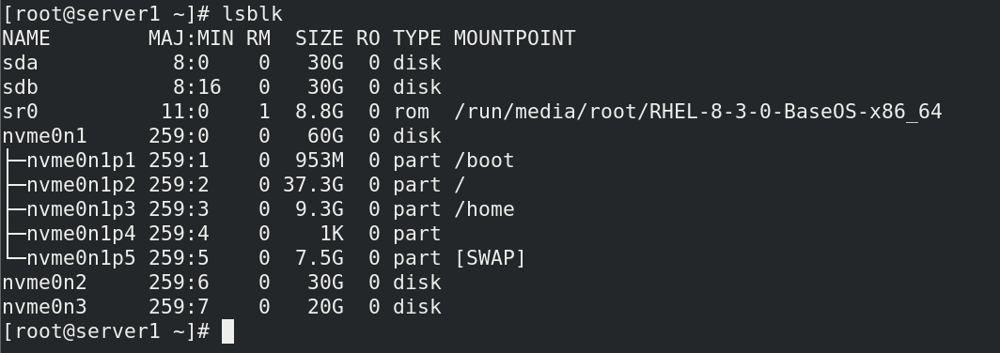 [root@server1 ~]# lsblk
NAME        MAJ:MIN RM  SIZE RO TYPE MOUNTPOINT
sda           8:0    0   30G  0 disk
sdb           8:16   0   30G  0 disk
sr0          11:0    1  8.8G  0 rom  /run/media/root/RHEL-8-3-0-BaseOS-x86_64
nvme0n1     259:0    0   60G  0 disk
├─nvme0n1p1 259:1    0  953M  0 part /boot
├─nvme0n1p2 259:2    0 37.3G  0 part /
├─nvme0n1p3 259:3    0  9.3G  0 part /home
├─nvme0n1p4 259:4    0    1K  0 part
└─nvme0n1p5 259:5    0  7.5G  0 part [SWAP]
nvme0n2     259:6    0   30G  0 disk
nvme0n3     259:7    0   20G  0 disk
[root@server1 ~]#